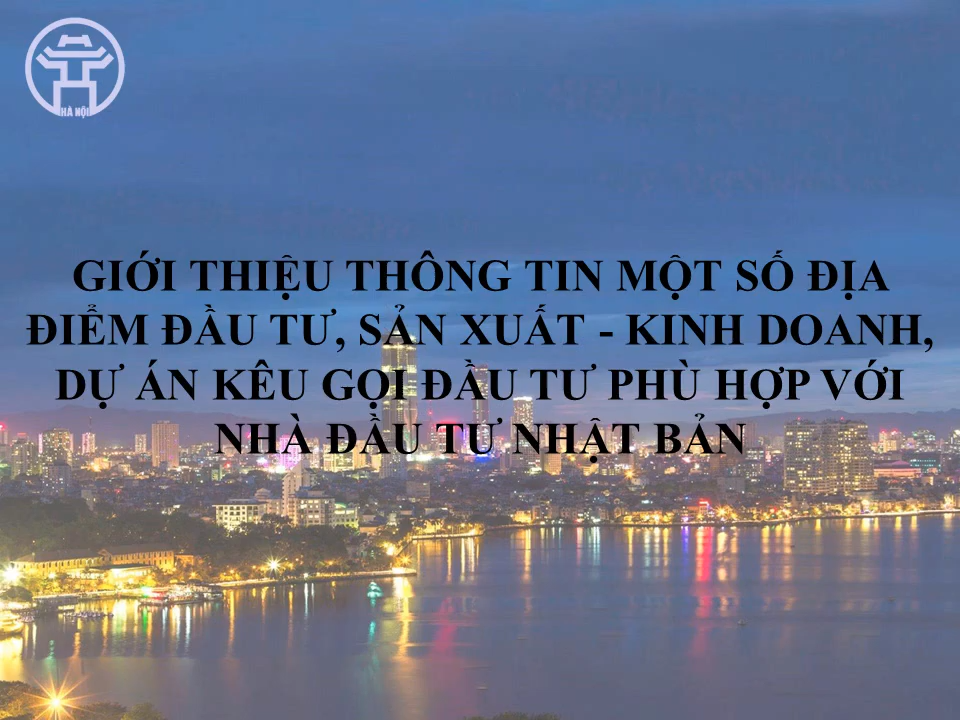 HÀ NỘI
GIỚI THIỆU THÔNG TIN MỘT SỐ ĐỊA
ĐIỂM ĐẦU TƯ, SẢN XUẤT - KINH DOANH,
DỰ ÁN KÊU GỌI ĐẦU TƯ PHÙ HỢP VỚI
NHÀ ĐẦU TƯ NHẬT BẢN